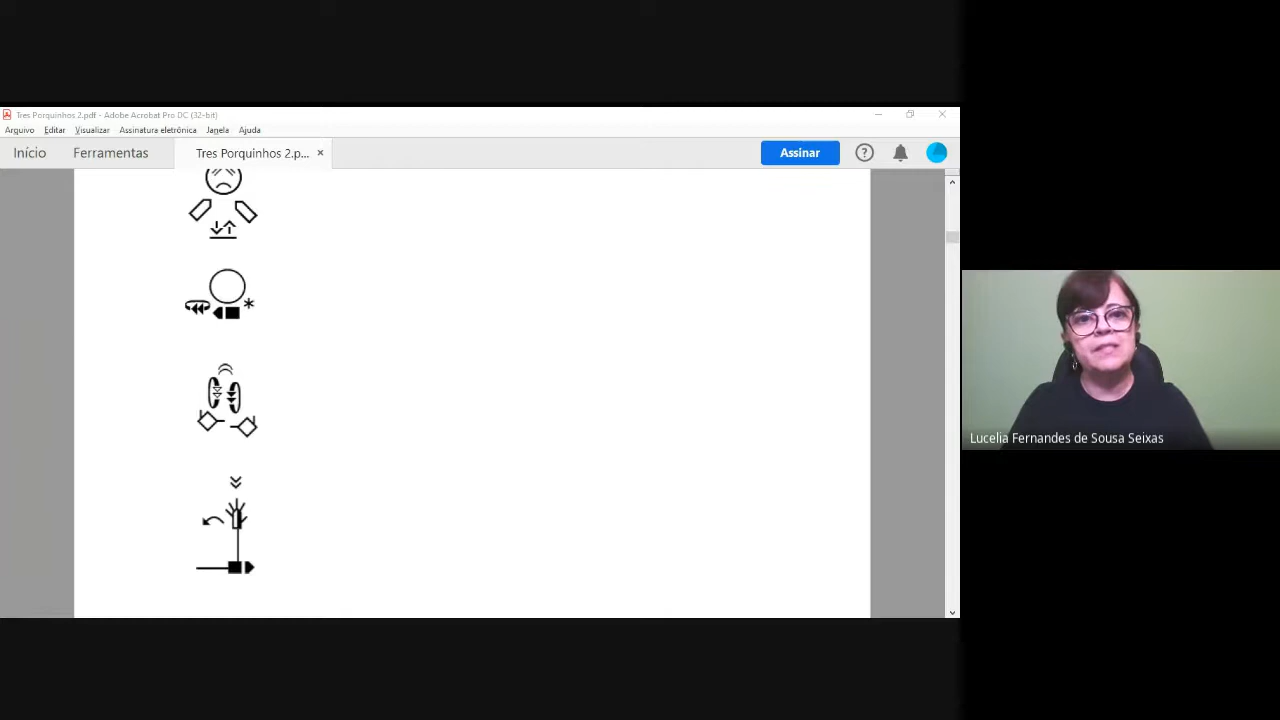 Tres Porquinhos 2.pdf - Adobe Acrobat Pro DC (32-bit)
Arquivo Editar Visualizar Assinatura eletrônica Janela Ajuda
Início Ferramentas Tres Porquinhos 2.p... × Assinar
Lucelia Fernandes de Sousa Seixas